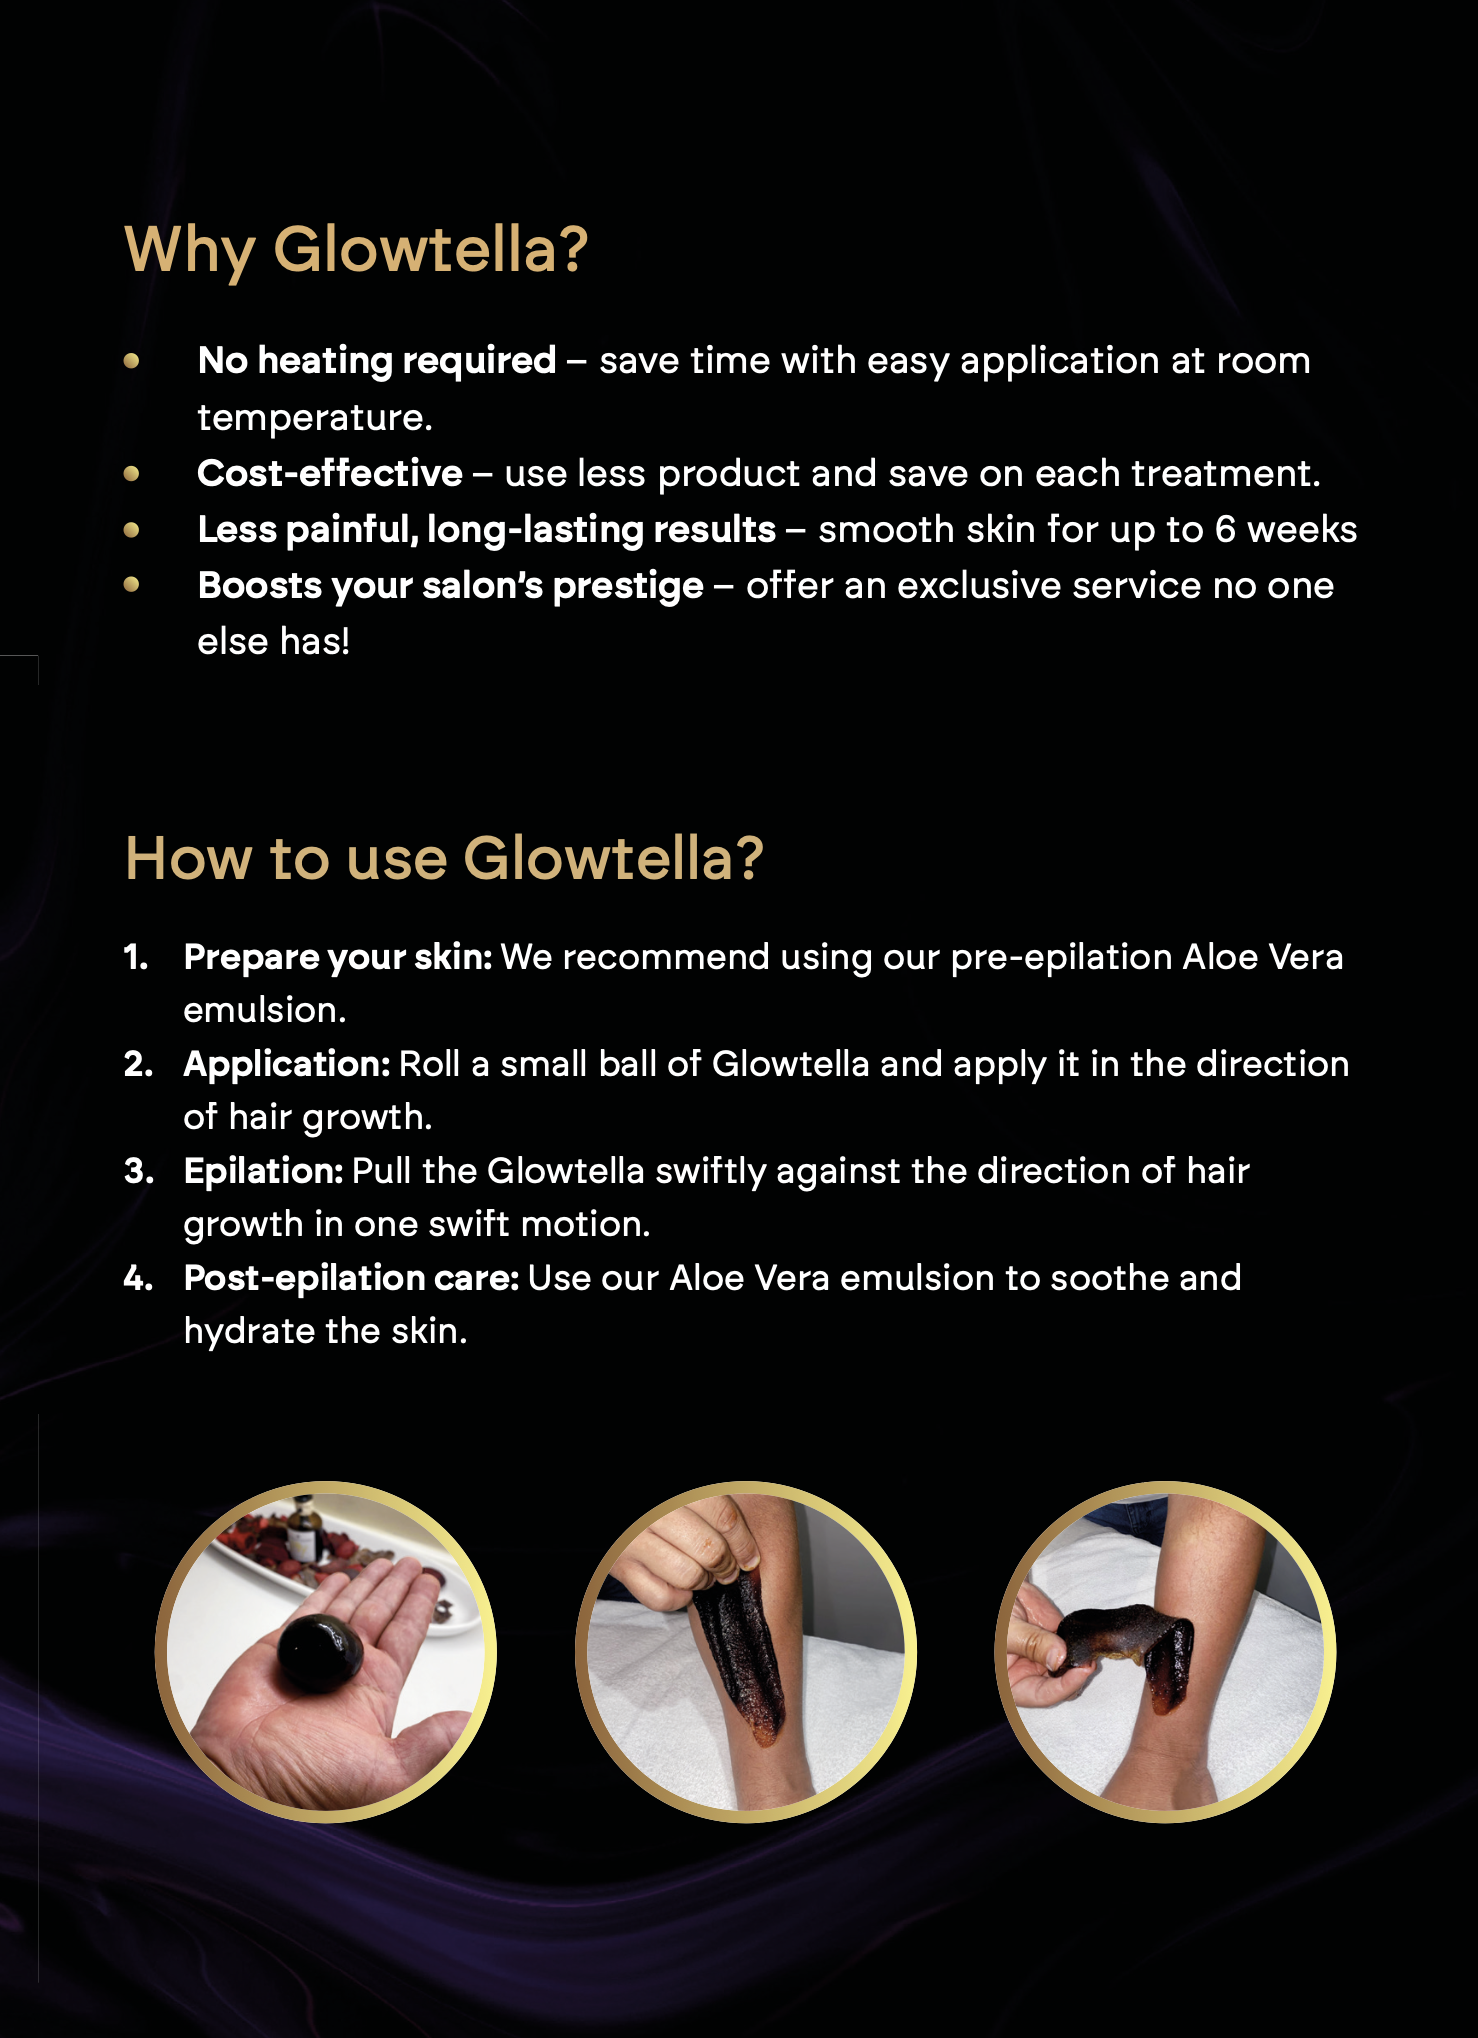 Why Glowtella?
• No heating required – save time with easy application at room
temperature.
• Cost-effective – use less product and save on each treatment.
• Less painful, long-lasting results – smooth skin for up to 6 weeks
• Boosts your salon's prestige – offer an exclusive service no one
else has!
How to use Glowtella?
1. Prepare your skin: We recommend using our pre-epilation Aloe Vera
emulsion.
2. Application: Roll a small ball of Glowtella and apply it in the direction
of hair growth.
3. Epilation: Pull the Glowtella swiftly against the direction of hair
growth in one swift motion.
4. Post-epilation care: Use our Aloe Vera emulsion to soothe and
hydrate the skin.